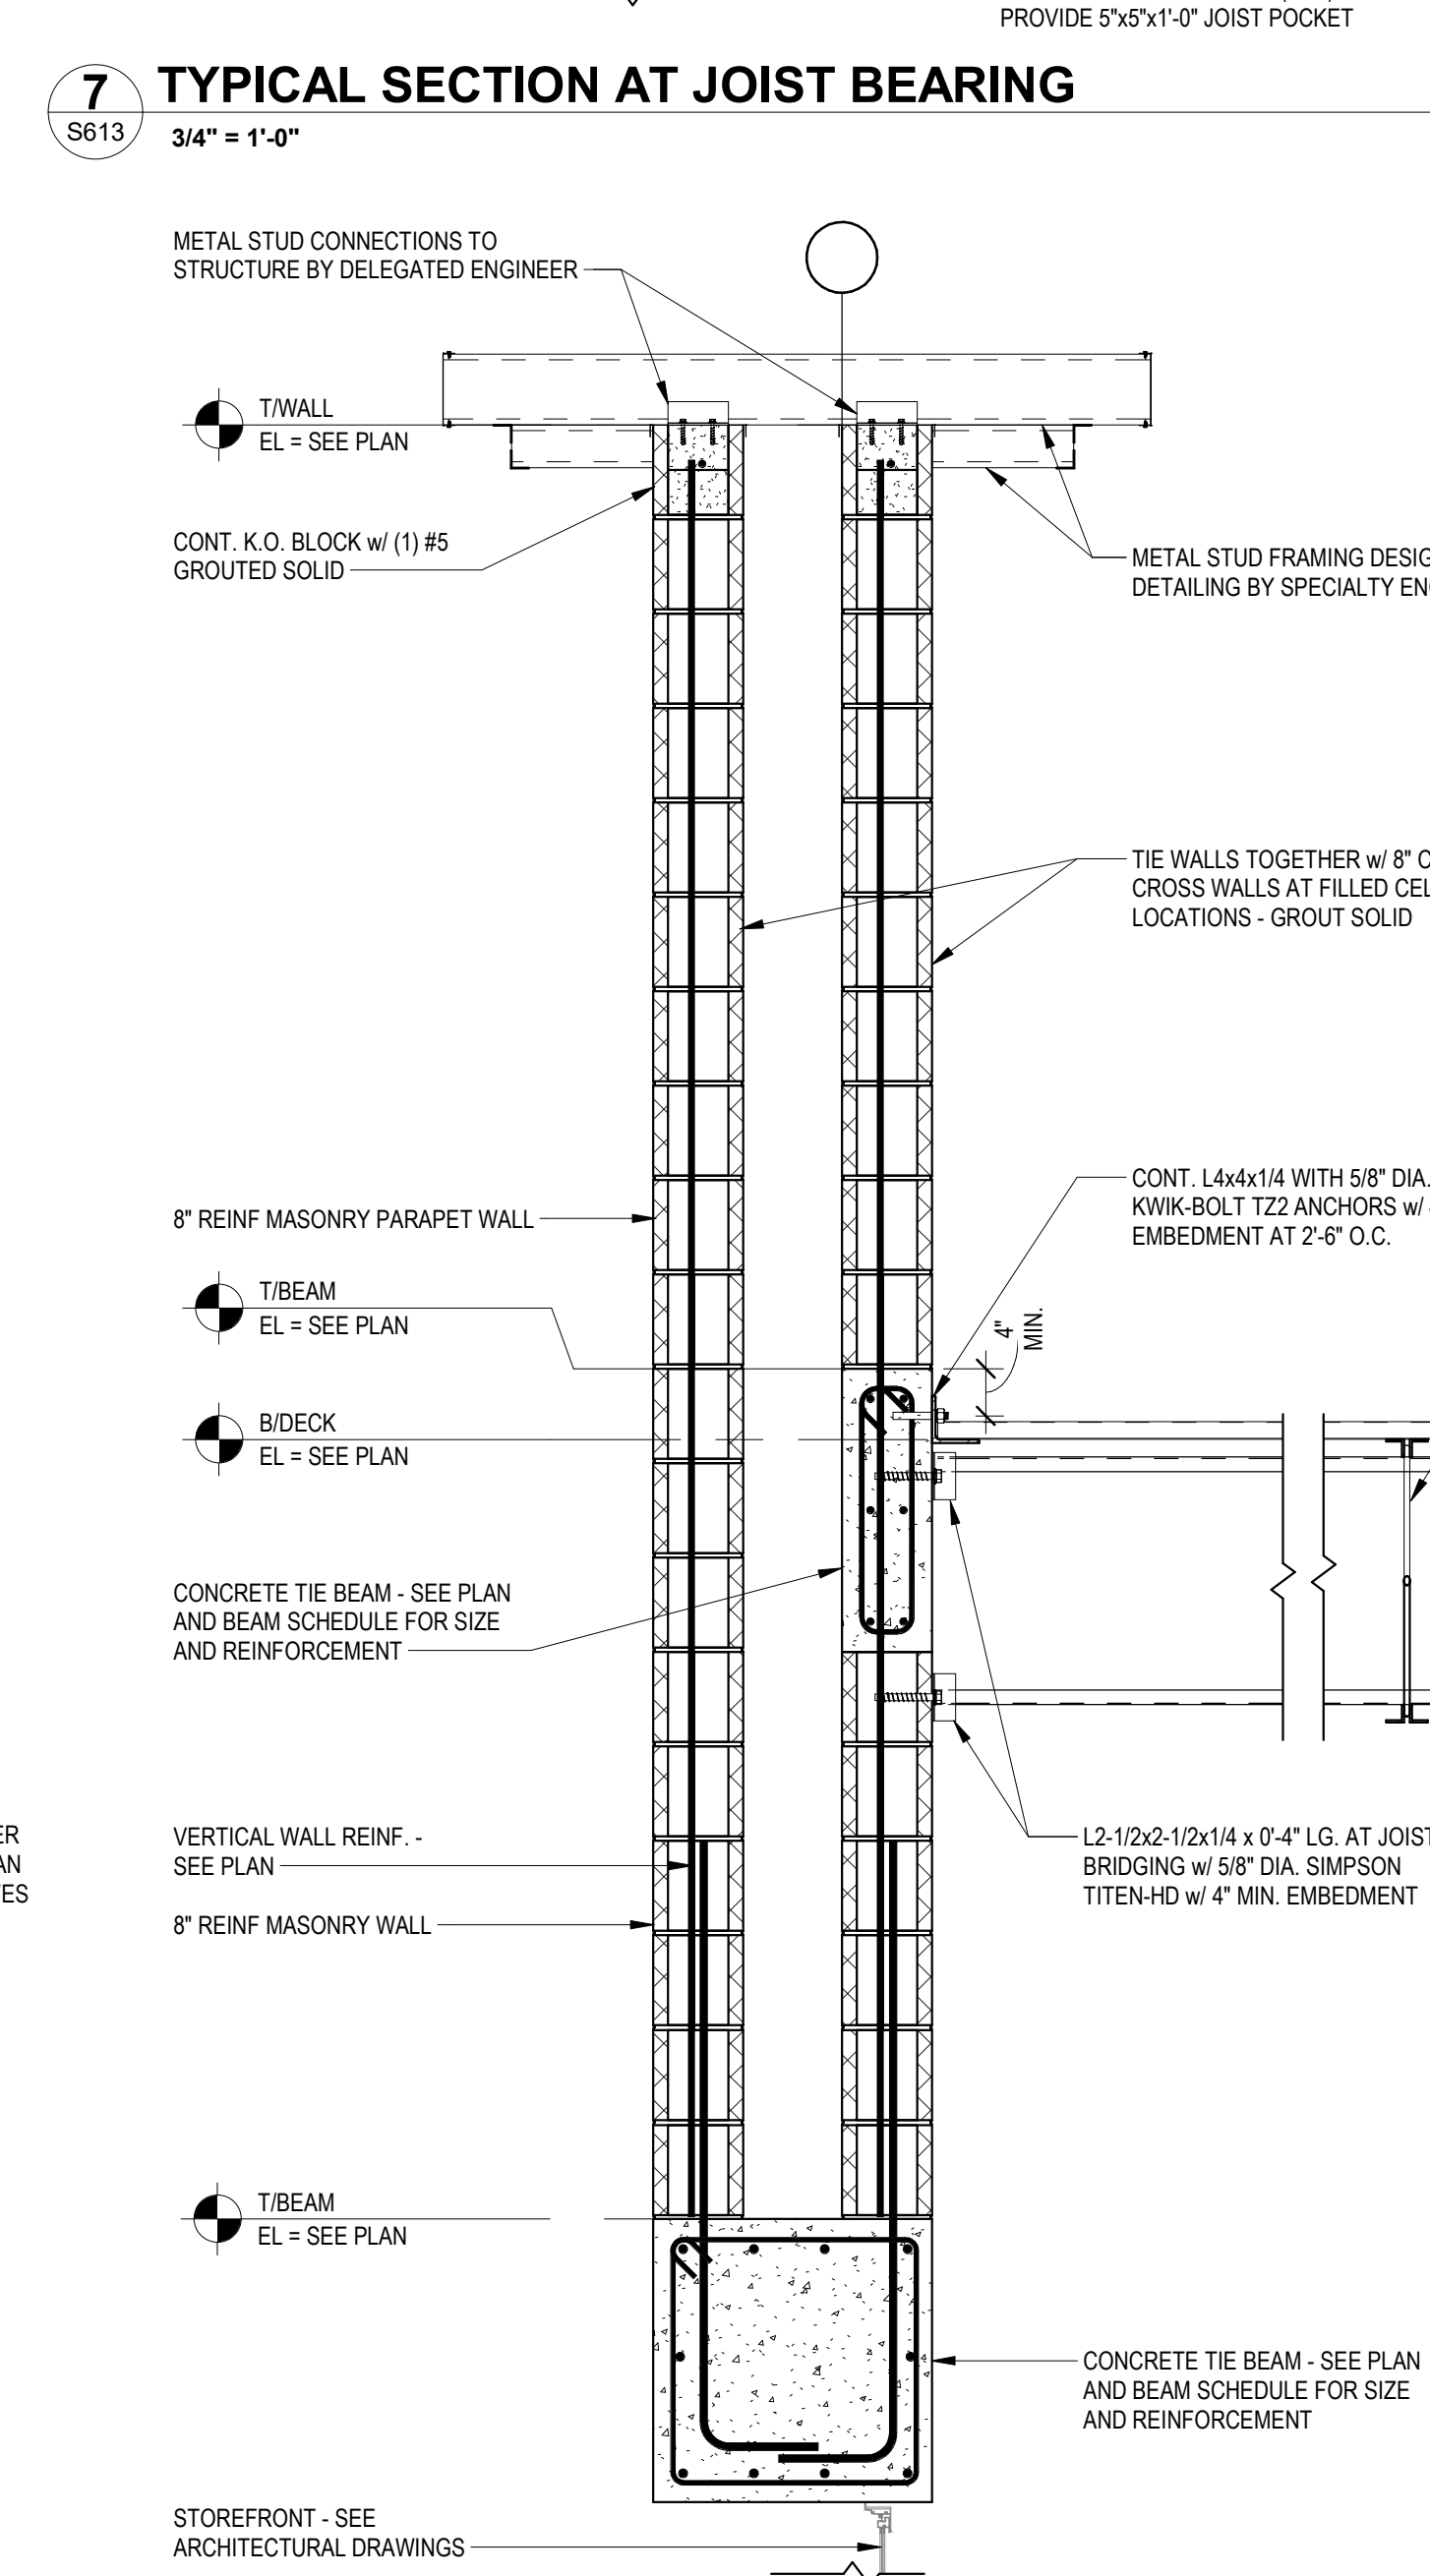 PROVIDE 5"x5"x1'-0" JOIST POCKET
7
S613
TYPICAL SECTION AT JOIST BEARING
3/4" = 1'-0"
METAL STUD CONNECTIONS TO
STRUCTURE BY DELEGATED ENGINEER
T/WALL
EL = SEE PLAN
CONT. K.O. BLOCK w/ (1) #5
GROUTED SOLID
METAL STUD FRAMING
DETAILING BY SPECIALTY
TIE WALLS TOGETHER w/ 8"
CROSS WALLS AT FILLED
LOCATIONS - GROUT SOLID
CONT. L4x4x1/4 WITH 5/8" DIA.
KWIK-BOLT TZ2 ANCHORS w/
EMBEDMENT AT 2'-6" O.C.
8" REINF MASONRY PARAPET WALL
T/BEAM
EL = SEE PLAN
4"
MIN.
B/DECK
EL = SEE PLAN
CONCRETE TIE BEAM - SEE PLAN
AND BEAM SCHEDULE FOR SIZE
AND REINFORCEMENT
VERTICAL WALL REINF. -
SEE PLAN
8" REINF MASONRY WALL
L2-1/2x2-1/2x1/4 x 0'-4" LG. AT JOIST
BRIDGING w/ 5/8" DIA. SIMPSON
TITEN-HD w/ 4" MIN. EMBEDMENT
T/BEAM
EL = SEE PLAN
CONCRETE TIE BEAM - SEE PLAN
AND BEAM SCHEDULE FOR SIZE
AND REINFORCEMENT
STOREFRONT - SEE
ARCHITECTURAL DRAWINGS